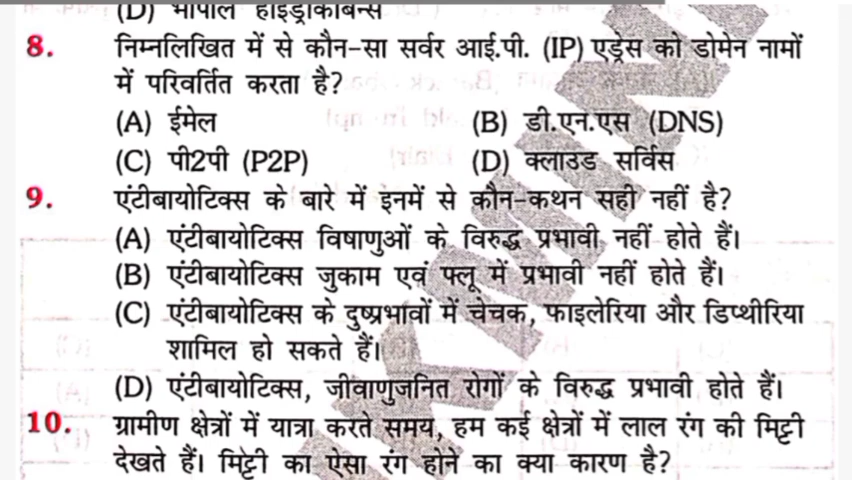 (D) भोपाल हाइड्रोकार्बन्स
8. निम्नलिखित में से कौन-सा सर्वर आई.पी. (IP) एड्रेस को डोमेन नामों
में परिवर्तित करता है?
(A) ईमेल (B) डी.एन.एस (DNS)
(C) पी2पी (P2P) (D) क्लाउड सर्विस
9. एंटीबायोटिक्स के बारे में इनमें से कौन-कथन सही नहीं है?
(A) एंटीबायोटिक्स विषाणुओं के विरुद्ध प्रभावी नहीं होते हैं।
(B) एंटीबायोटिक्स जुकाम एवं फ्लू में प्रभावी नहीं होते हैं।
(C) एंटीबायोटिक्स के दुष्प्रभावों में चेचक, फाइलेरिया और डिप्थीरिया
शामिल हो सकते हैं।
(D) एंटीबायोटिक्स, जीवाणुजनित रोगों के विरुद्ध प्रभावी होते हैं।
10. ग्रामीण क्षेत्रों में यात्रा करते समय, हम कई क्षेत्रों में लाल रंग की मिट्टी
देखते हैं। मिट्टी का ऐसा रंग होने का क्या कारण है?